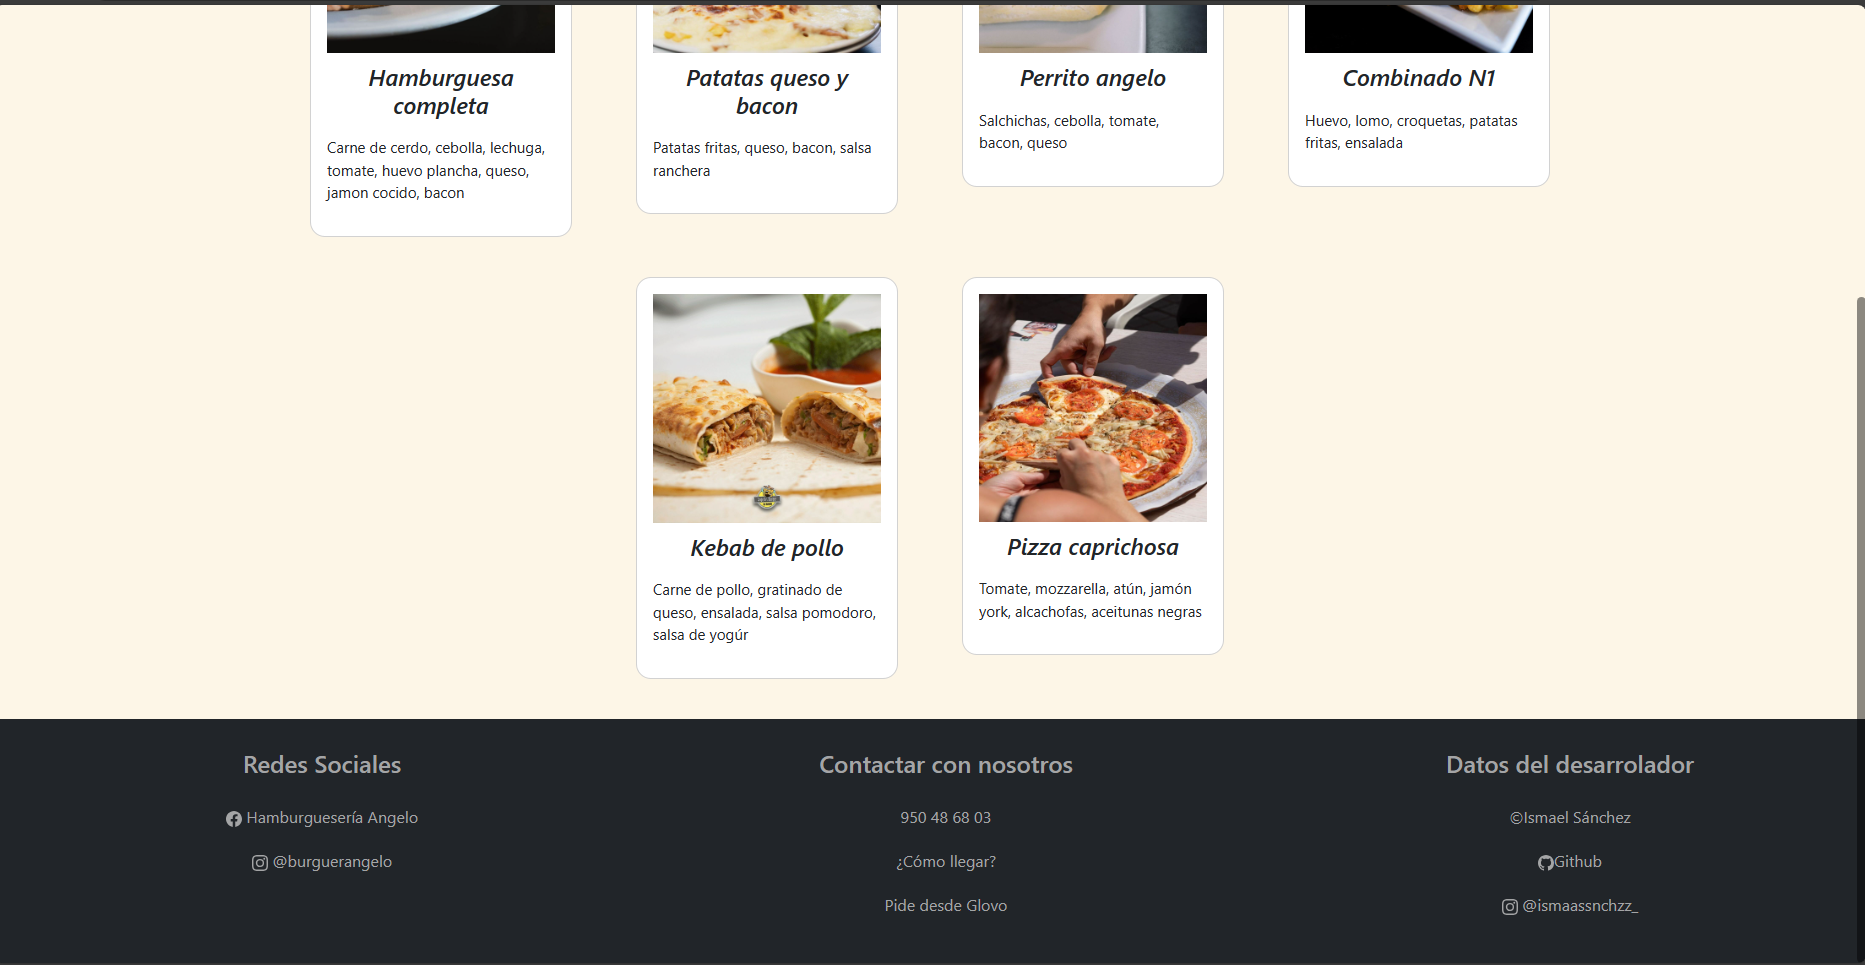 Hamburguesa
completa
Carne de cerdo, cebolla, lechuga,
tomate, huevo plancha, queso,
jamon cocido, bacon
Patatas queso y
bacon
Patatas fritas, queso, bacon, salsa
ranchera
Perrito angelo
Salchichas, cebolla, tomate,
bacon, queso
Combinado N1
Huevo, lomo, croquetas, patatas
fritas, ensalada
Kebab de pollo
Carne de pollo, gratinado de
queso, ensalada, salsa pomodoro,
salsa de yogúr
Pizza caprichosa
Tomate, mozzarella, atún, jamón
york, alcachofas, aceitunas negras
Redes Sociales
Hamburguesería Angelo
@burguerangelo
Contactar con nosotros
950 48 68 03
¿Cómo llegar?
Pide desde Glovo
Datos del desarrolador
©Ismael Sánchez
Github
@ismaassnchzz_